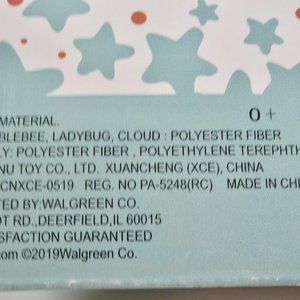 0+
MATERIAL.
BLEBEE, LADYBUG, CLOUD : POLYESTER FIBER
LY: POLYESTER FIBER , POLYETHYLENE TEREPHTH
NU TOY CO., LTD. XUANCHENG (XCE), CHINA
CNXCE-0519 REG. NO PA-5248(RC) MADE IN CHI
TED BY:WALGREEN CO.
OT RD.,DEERFIELD,IL 60015
SFACTION GUARANTEED
.com ©2019Walgreen Co.